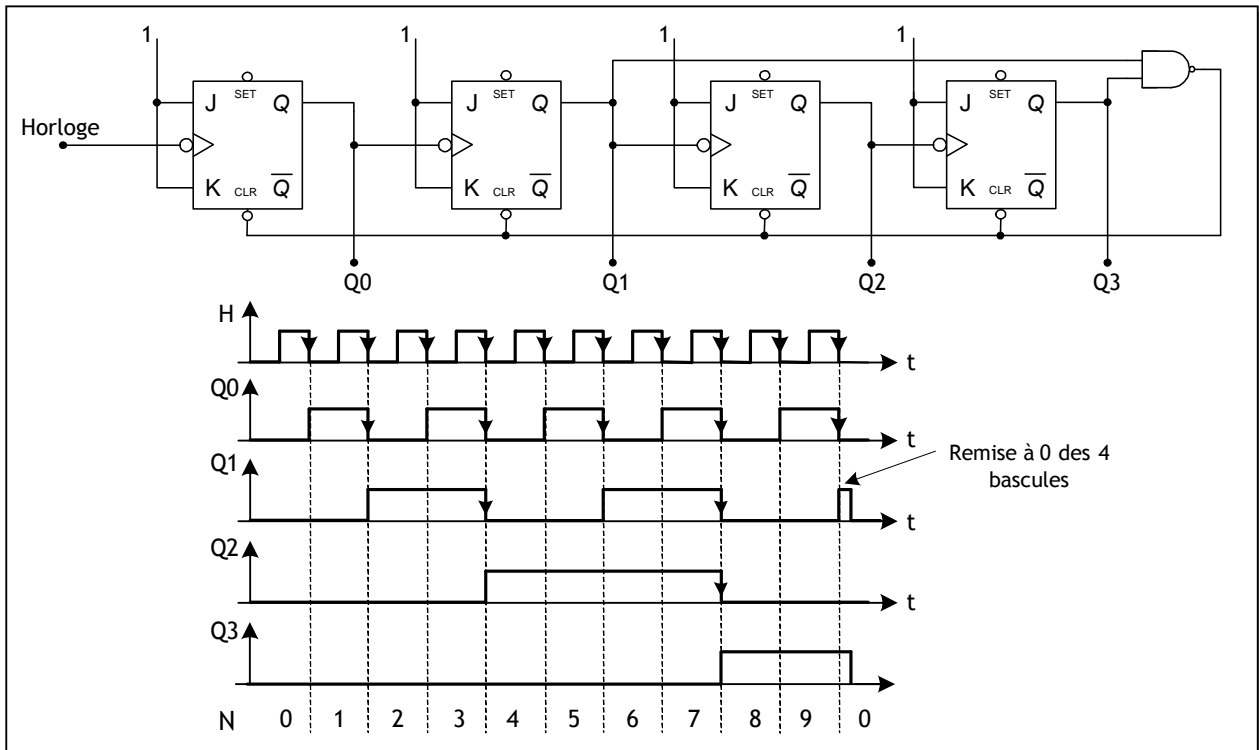 1 1 1 1
J SET Q J SET Q J SET Q J SET Q
Horloge
K CLR Q K CLR Q K CLR Q K CLR Q
Q0 Q1 Q2 Q3
H
t
Q0
t
Remise à 0 des 4
bascules
Q1
t
Q2
t
Q3
N 0 1 2 3 4 5 6 7 8 9 0